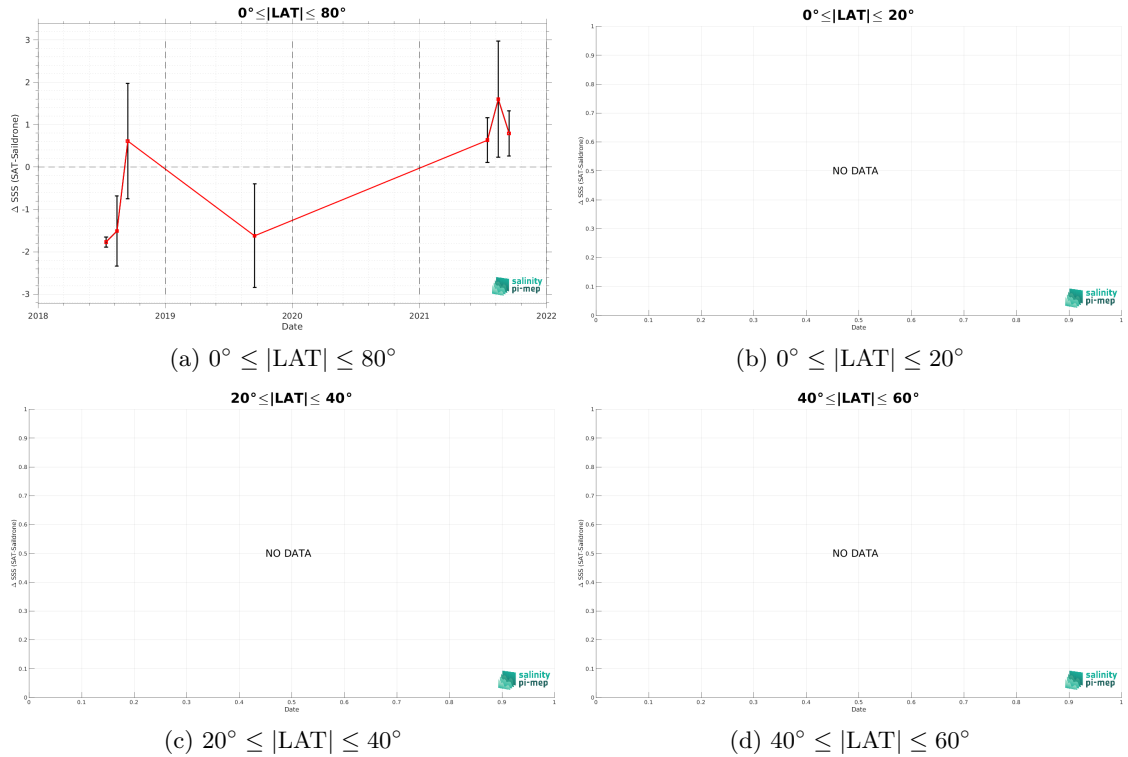 0°≤|LAT|≤ 80°
3
2
1
0
-1
-2
-3
Δ SSS (SAT-Saildrone)
2018 2019 2020 2021 2022
Date
salinity
pi-mep
(a) 0° ≤ |LAT| ≤ 80°
0°≤|LAT|≤ 20°
1
0.9
0.8
0.7
0.6
0.5
0.4
0.3
0.2
0.1
0
Δ SSS (SAT-Saildrone)
NO DATA
0 0.1 0.2 0.3 0.4 0.5 0.6 0.7 0.8 0.9 1
Date
salinity
pi-mep
(b) 0° ≤ |LAT| ≤ 20°
20°≤|LAT|≤ 40°
1
0.9
0.8
0.7
0.6
0.5
0.4
0.3
0.2
0.1
0
Δ SSS (SAT-Saildrone)
NO DATA
0 0.1 0.2 0.3 0.4 0.5 0.6 0.7 0.8 0.9 1
Date
salinity
pi-mep
(c) 20° ≤ |LAT| ≤ 40°
40°≤|LAT|≤ 60°
1
0.9
0.8
0.7
0.6
0.5
0.4
0.3
0.2
0.1
0
Δ SSS (SAT-Saildrone)
NO DATA
0 0.1 0.2 0.3 0.4 0.5 0.6 0.7 0.8 0.9 1
Date
salinity
pi-mep
(d) 40° ≤ |LAT| ≤ 60°